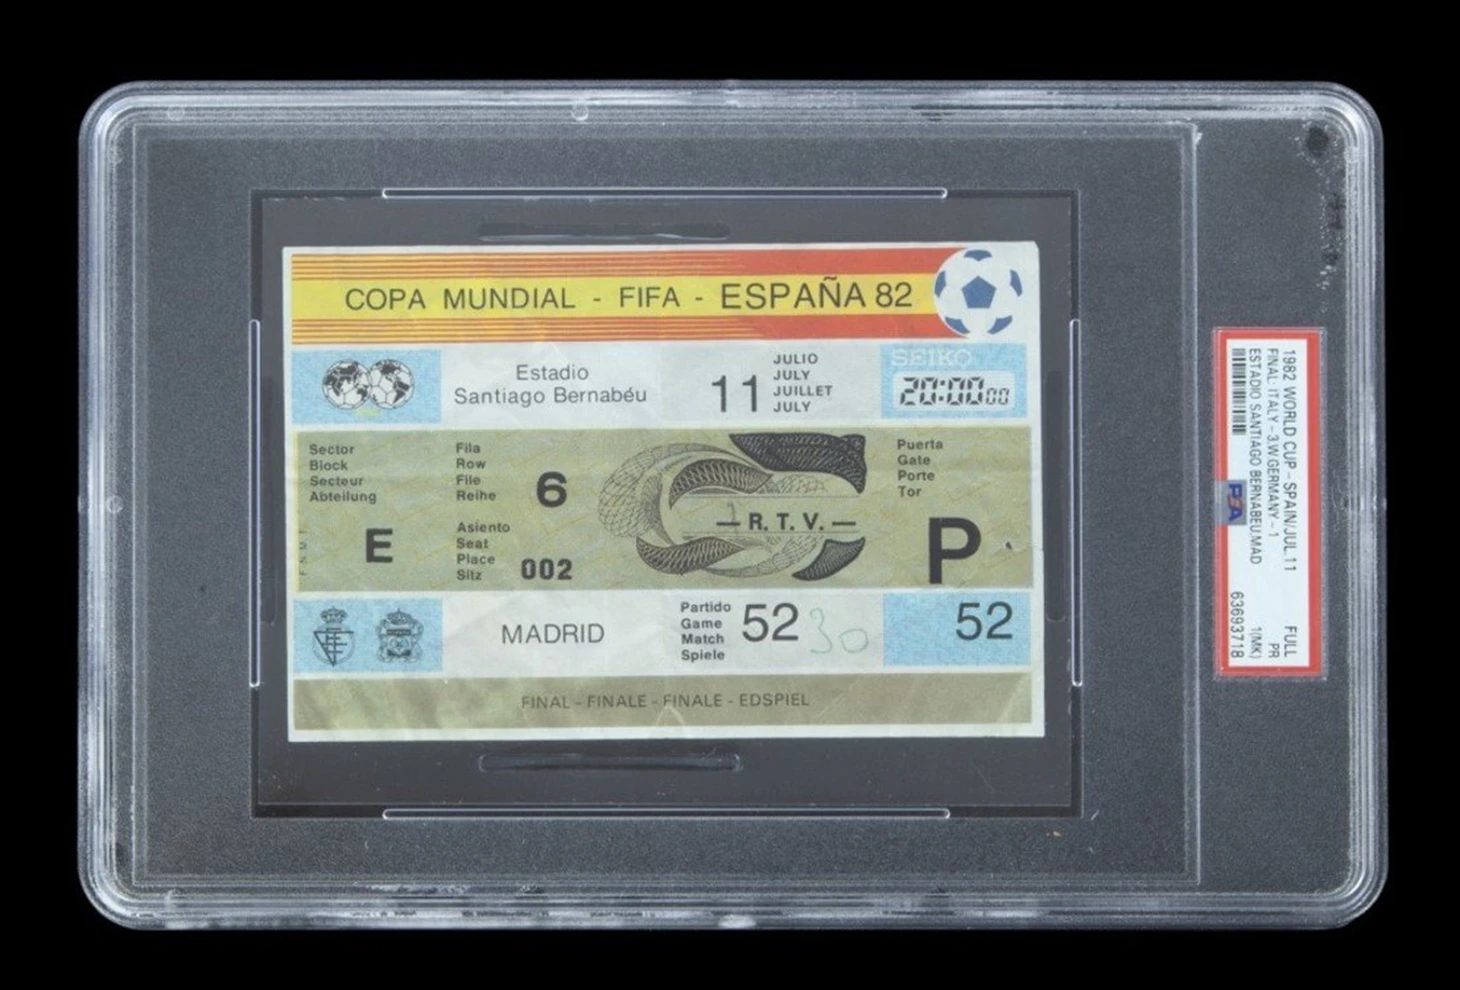 COPA MUNDIAL - FIFA - ESPAÑA 82
Estadio
Santiago Bernabéu
11
JULIO
JULY
JUILLET
JULY
SEIKO
20:00 00
Sector
Block
Secteur
Abteilung
E
Fila
Row
File
Reihe
6
Asiento
Seat
Place
Sitz
002
— R. T. V. —
Puerta
Gate
Porte
Tor
P
MADRID
Partido
Game
Match
Spiele
52
30
52
FINAL - FINALE - FINALE - EDSPIEL
1982 WORLD CUP - SPAIN/JUL.11 FULL
FINAL: ITALY - 3,W.GERMANY - 1 PR
ESTADIO SANTIAGO BERNABEU,MAD 1(MK)
63693718
PSA